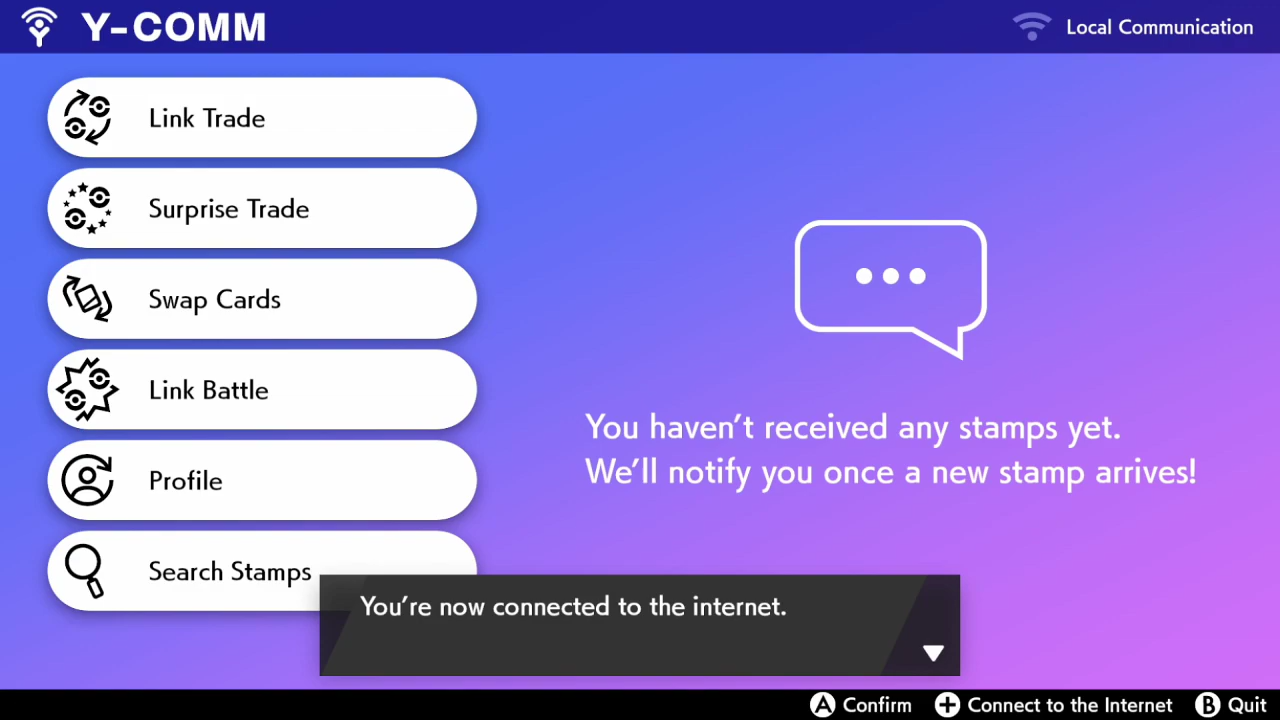 Y-COMM
Local Communication
Link Trade
Surprise Trade
Swap Cards
Link Battle
Profile
Search Stamps
You haven't received any stamps yet.
We'll notify you once a new stamp arrives!
You're now connected to the internet.
A Confirm + Connect to the Internet B Quit